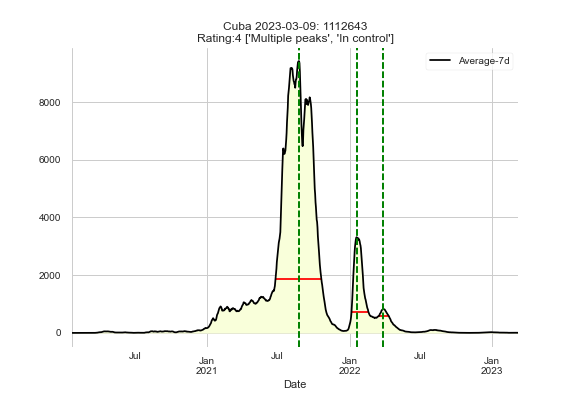 Cuba 2023-03-09: 1112643
Rating:4 ['Multiple peaks', 'In control']
Average-7d
8000
6000
4000
2000
0
Jul
Jan
2021
Jul
Jan
2022
Jul
Jan
2023
Date